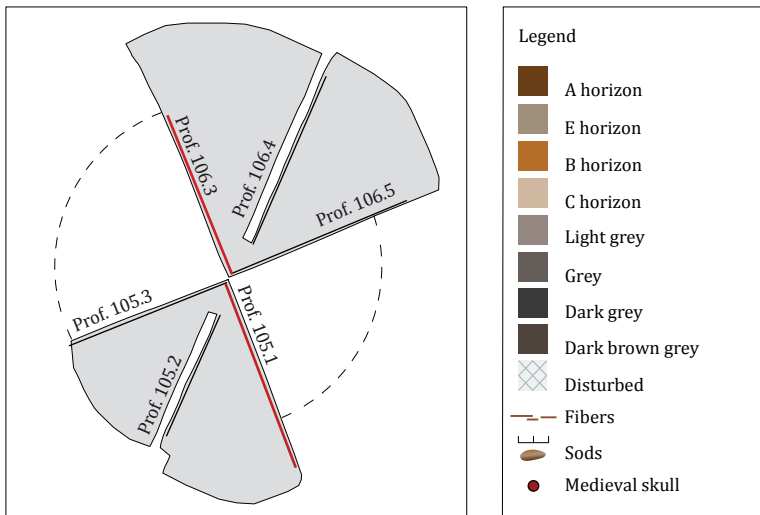 Prof. 106.3
Prof. 106.4
Prof. 106.5
Prof. 105.3
Prof. 105.1
Prof. 105.2
Legend
A horizon
E horizon
B horizon
C horizon
Light grey
Grey
Dark grey
Dark brown grey
Disturbed
Fibers
Sods
Medieval skull